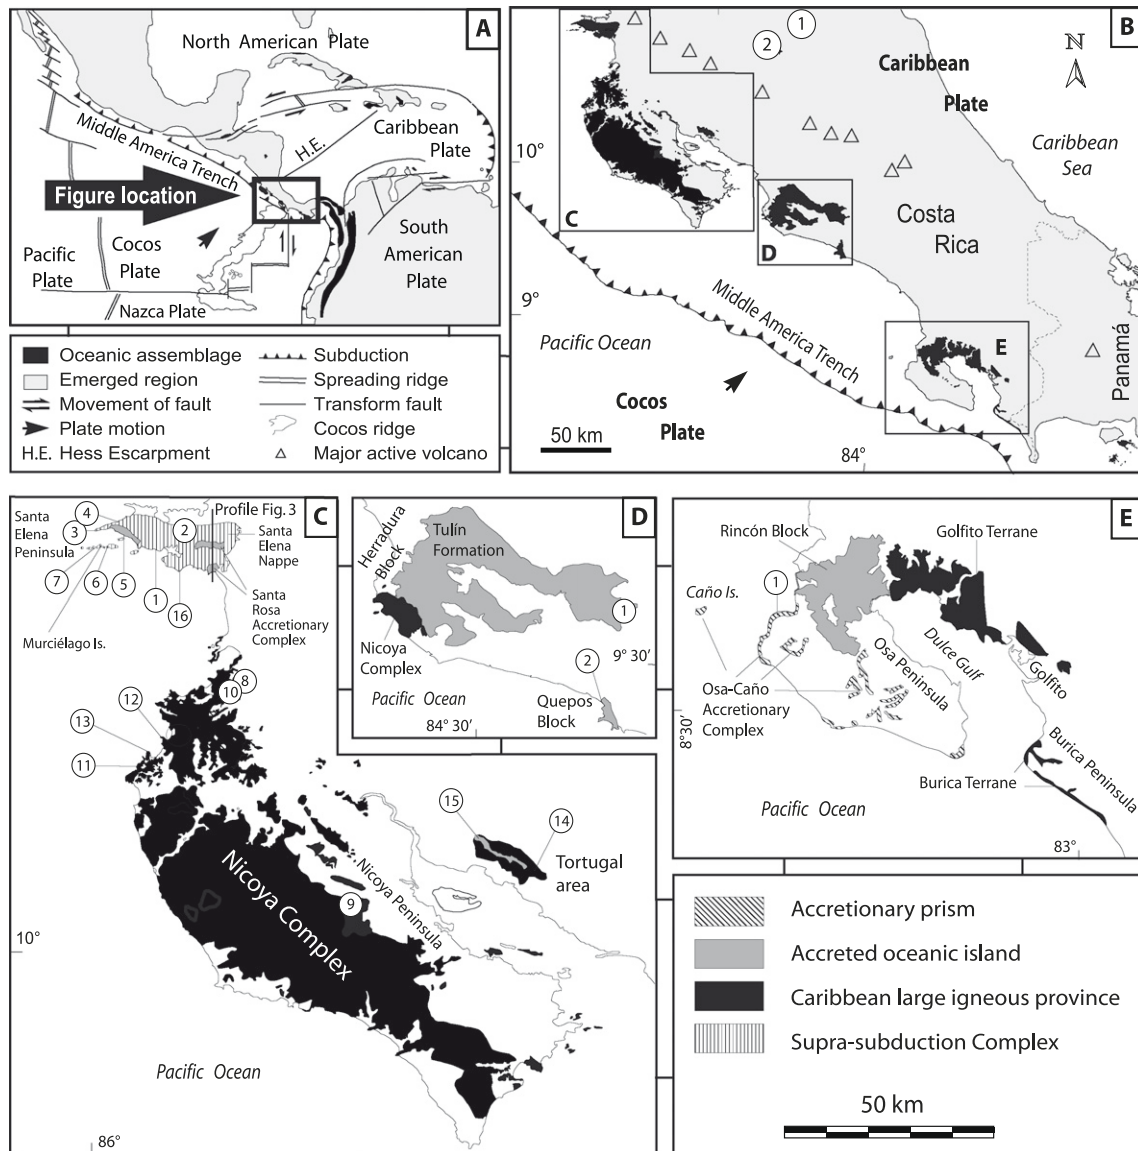 A
North American Plate
Middle America Trench
H.E.
Caribbean
Plate
Figure location
Pacific
Plate
Cocos
Plate
Nazca Plate
South
American
Plate
Oceanic assemblage
Emerged region
Movement of fault
Plate motion
H.E. Hess Escarpment
Subduction
Spreading ridge
Transform fault
Cocos ridge
Major active volcano
B
1
2
N
Caribbean
Plate
Caribbean
Sea
10°
C
D
Costa
Rica
9°
Middle America Trench
Pacific Ocean
E
Panamá
Cocos
Plate
50 km
84°
C
Profile Fig. 3
Santa
Elena
Peninsula
4
3
2
Santa
Elena
Nappe
7
6
5
1
16
Santa
Rosa
Accretionary
Complex
Murciélago Is.
8
10
12
13
11
15
14
Tortugal
area
Nicoya Complex
Nicoya Peninsula
9
10°
Pacific Ocean
86°
D
Herradura
Block
Tulín
Formation
1
Nicoya
Complex
2
9° 30'
Quepos
Block
Pacific Ocean
84° 30'
E
Rincón Block
Golfito Terrane
1
Caño Is.
Osa Peninsula
Dulce Gulf
Golfito
Osa-Caño
Accretionary
Complex
8°30'
Burica Peninsula
Burica Terrane
Pacific Ocean
83°
Accretionary prism
Accreted oceanic island
Caribbean large igneous province
Supra-subduction Complex
50 km